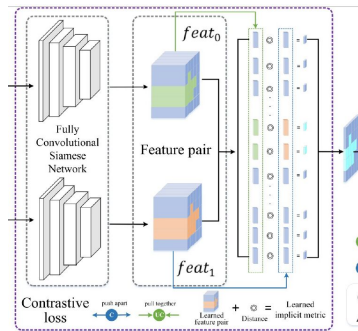 feat₀
Fully
Convolutional
Siamese
Network
Feature pair
feat₁
Contrastive
loss
push apart
C
pull together
UC
Learned
feature pair
+
Distance
=
Learned
implicit metric